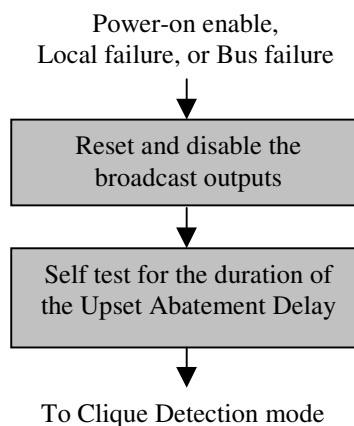 Power-on enable,
Local failure, or Bus failure
Reset and disable the
broadcast outputs
Self test for the duration of
the Upset Abatement Delay
To Clique Detection mode